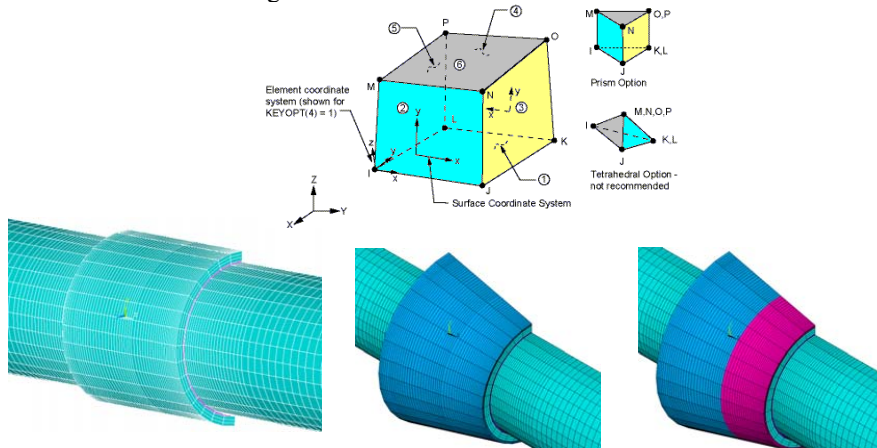 P
④
O
⑤
⑥
M
N
Element coordinate
system (shown for
KEYOPT(4) = 1)
②
y
③
x
y
L
K
z
y
x
I
x
①
J
Surface Coordinate System
Z
X
Y
M
O,P
N
I
K,L
J
Prism Option
M,N,O,P
I
K,L
J
Tetrahedral Option -
not recommended